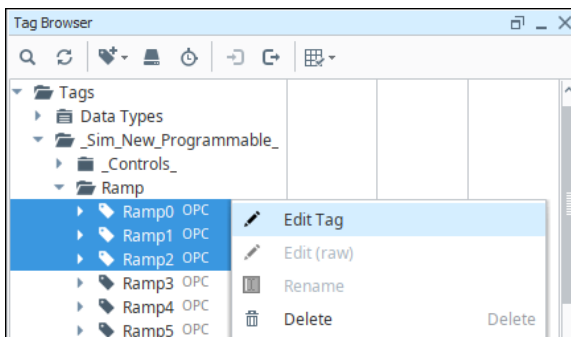 Tag Browser
Tags
Data Types
_Sim_New_Programmable_
_Controls_
Ramp
Ramp0 OPC
Edit Tag
Ramp1 OPC
Edit (raw)
Ramp2 OPC
Ramp3 OPC
Rename
Ramp4 OPC
Delete Delete
Ramp5 OPC